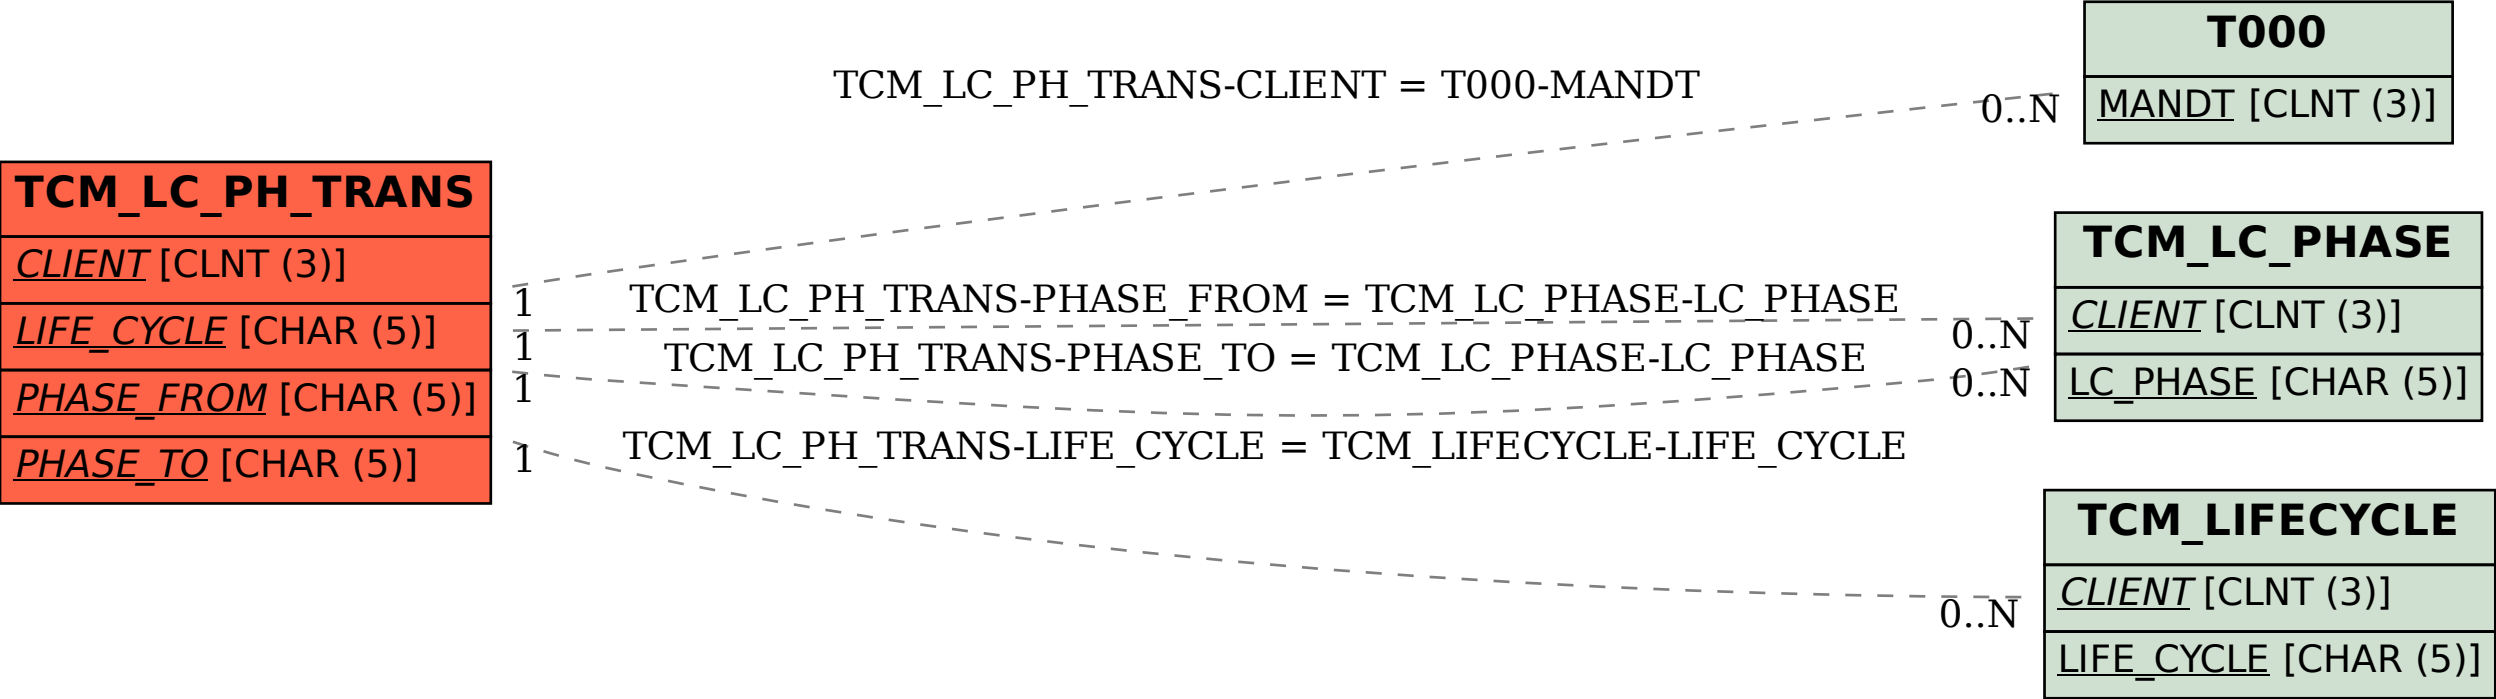 T000
MANDT [CLNT (3)]
TCM_LC_PH_TRANS-CLIENT = T000-MANDT
0..N
TCM_LC_PH_TRANS
CLIENT [CLNT (3)]
LIFE_CYCLE [CHAR (5)]
PHASE_FROM [CHAR (5)]
PHASE_TO [CHAR (5)]
1
TCM_LC_PH_TRANS-PHASE_FROM = TCM_LC_PHASE-LC_PHASE
1
0..N
TCM_LC_PH_TRANS-PHASE_TO = TCM_LC_PHASE-LC_PHASE
1
0..N
TCM_LC_PHASE
CLIENT [CLNT (3)]
LC_PHASE [CHAR (5)]
TCM_LC_PH_TRANS-LIFE_CYCLE = TCM_LIFECYCLE-LIFE_CYCLE
1
0..N
TCM_LIFECYCLE
CLIENT [CLNT (3)]
LIFE_CYCLE [CHAR (5)]